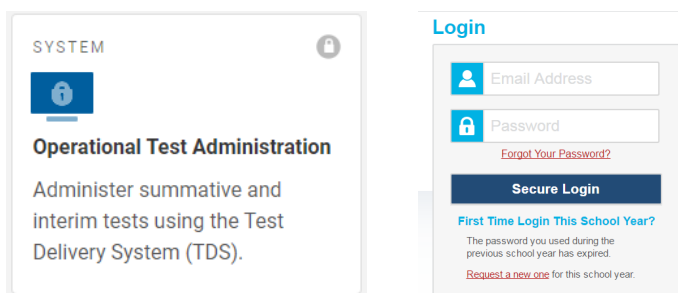 SYSTEM
Operational Test Administration
Administer summative and
interim tests using the Test
Delivery System (TDS).
Login
Email Address
Password
Forgot Your Password?
Secure Login
First Time Login This School Year?
The password you used during the
previous school year has expired.
Request a new one for this school year.